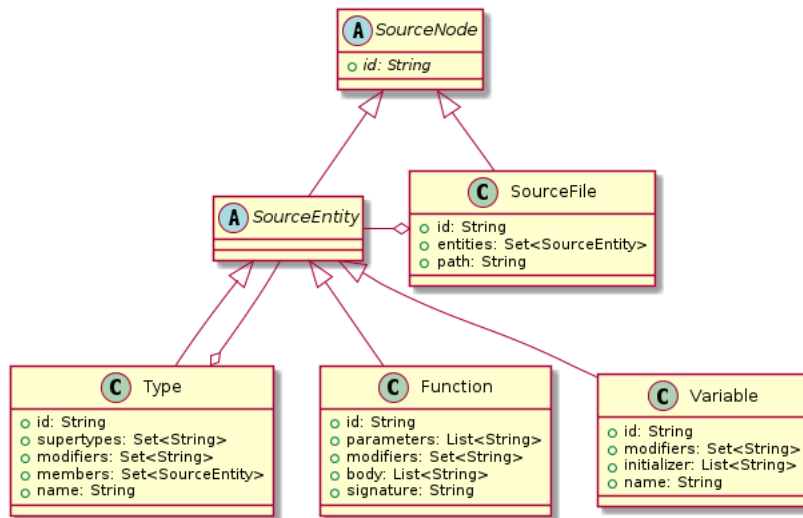 A SourceNode
id: String
A SourceEntity
C SourceFile
id: String
entities: Set<SourceEntity>
path: String
C Type
id: String
supertypes: Set<String>
modifiers: Set<String>
members: Set<SourceEntity>
name: String
C Function
id: String
parameters: List<String>
modifiers: Set<String>
body: List<String>
signature: String
C Variable
id: String
modifiers: Set<String>
initializer: List<String>
name: String